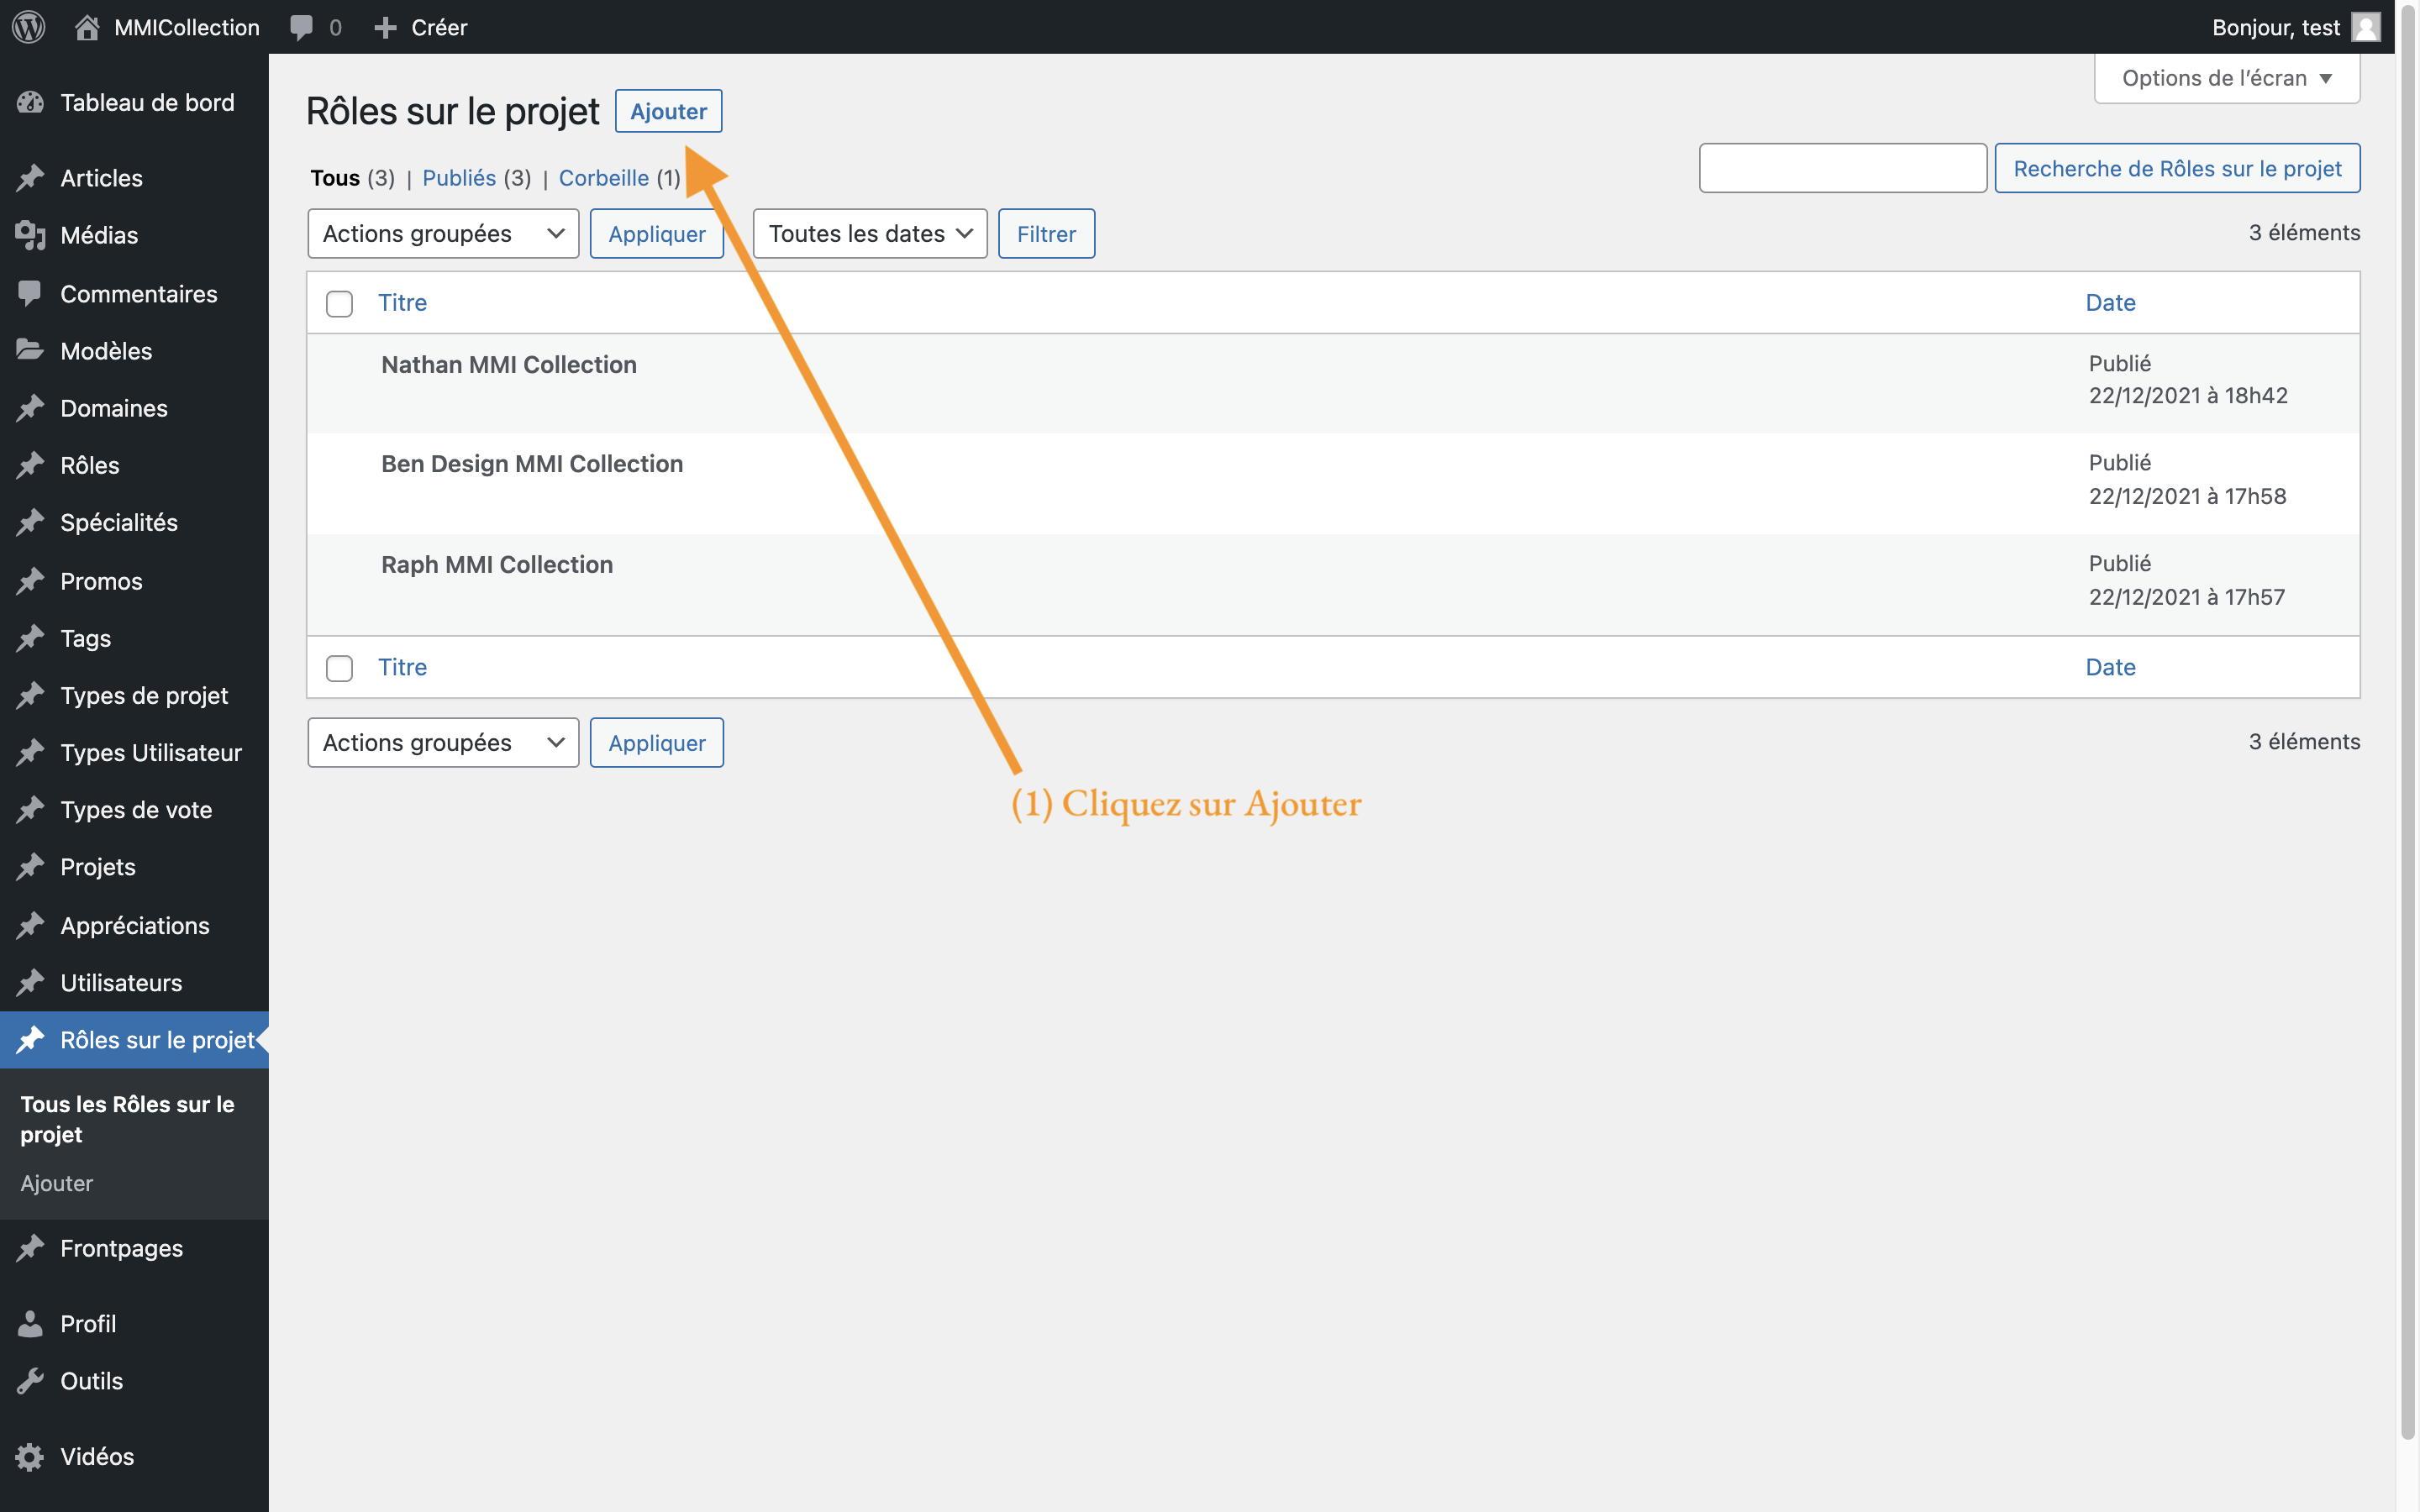 MMICollection 0 Créer Bonjour, test
Tableau de bord
Articles
Médias
Commentaires
Modèles
Domaines
Rôles
Spécialités
Promos
Tags
Types de projet
Types Utilisateur
Types de vote
Projets
Appréciations
Utilisateurs
Rôles sur le projet
Tous les Rôles sur le
projet
Ajouter
Frontpages
Profil
Outils
Vidéos
Options de l’écran
Rôles sur le projet Ajouter
Tous (3) | Publiés (3) | Corbeille (1)
Recherche de Rôles sur le projet
Actions groupées Appliquer Toutes les dates Filtrer 3 éléments
Titre Date
Nathan MMI Collection Publié
22/12/2021 à 18h42
Ben Design MMI Collection Publié
22/12/2021 à 17h58
Raph MMI Collection Publié
22/12/2021 à 17h57
Titre Date
Actions groupées Appliquer 3 éléments
(1) Cliquez sur Ajouter